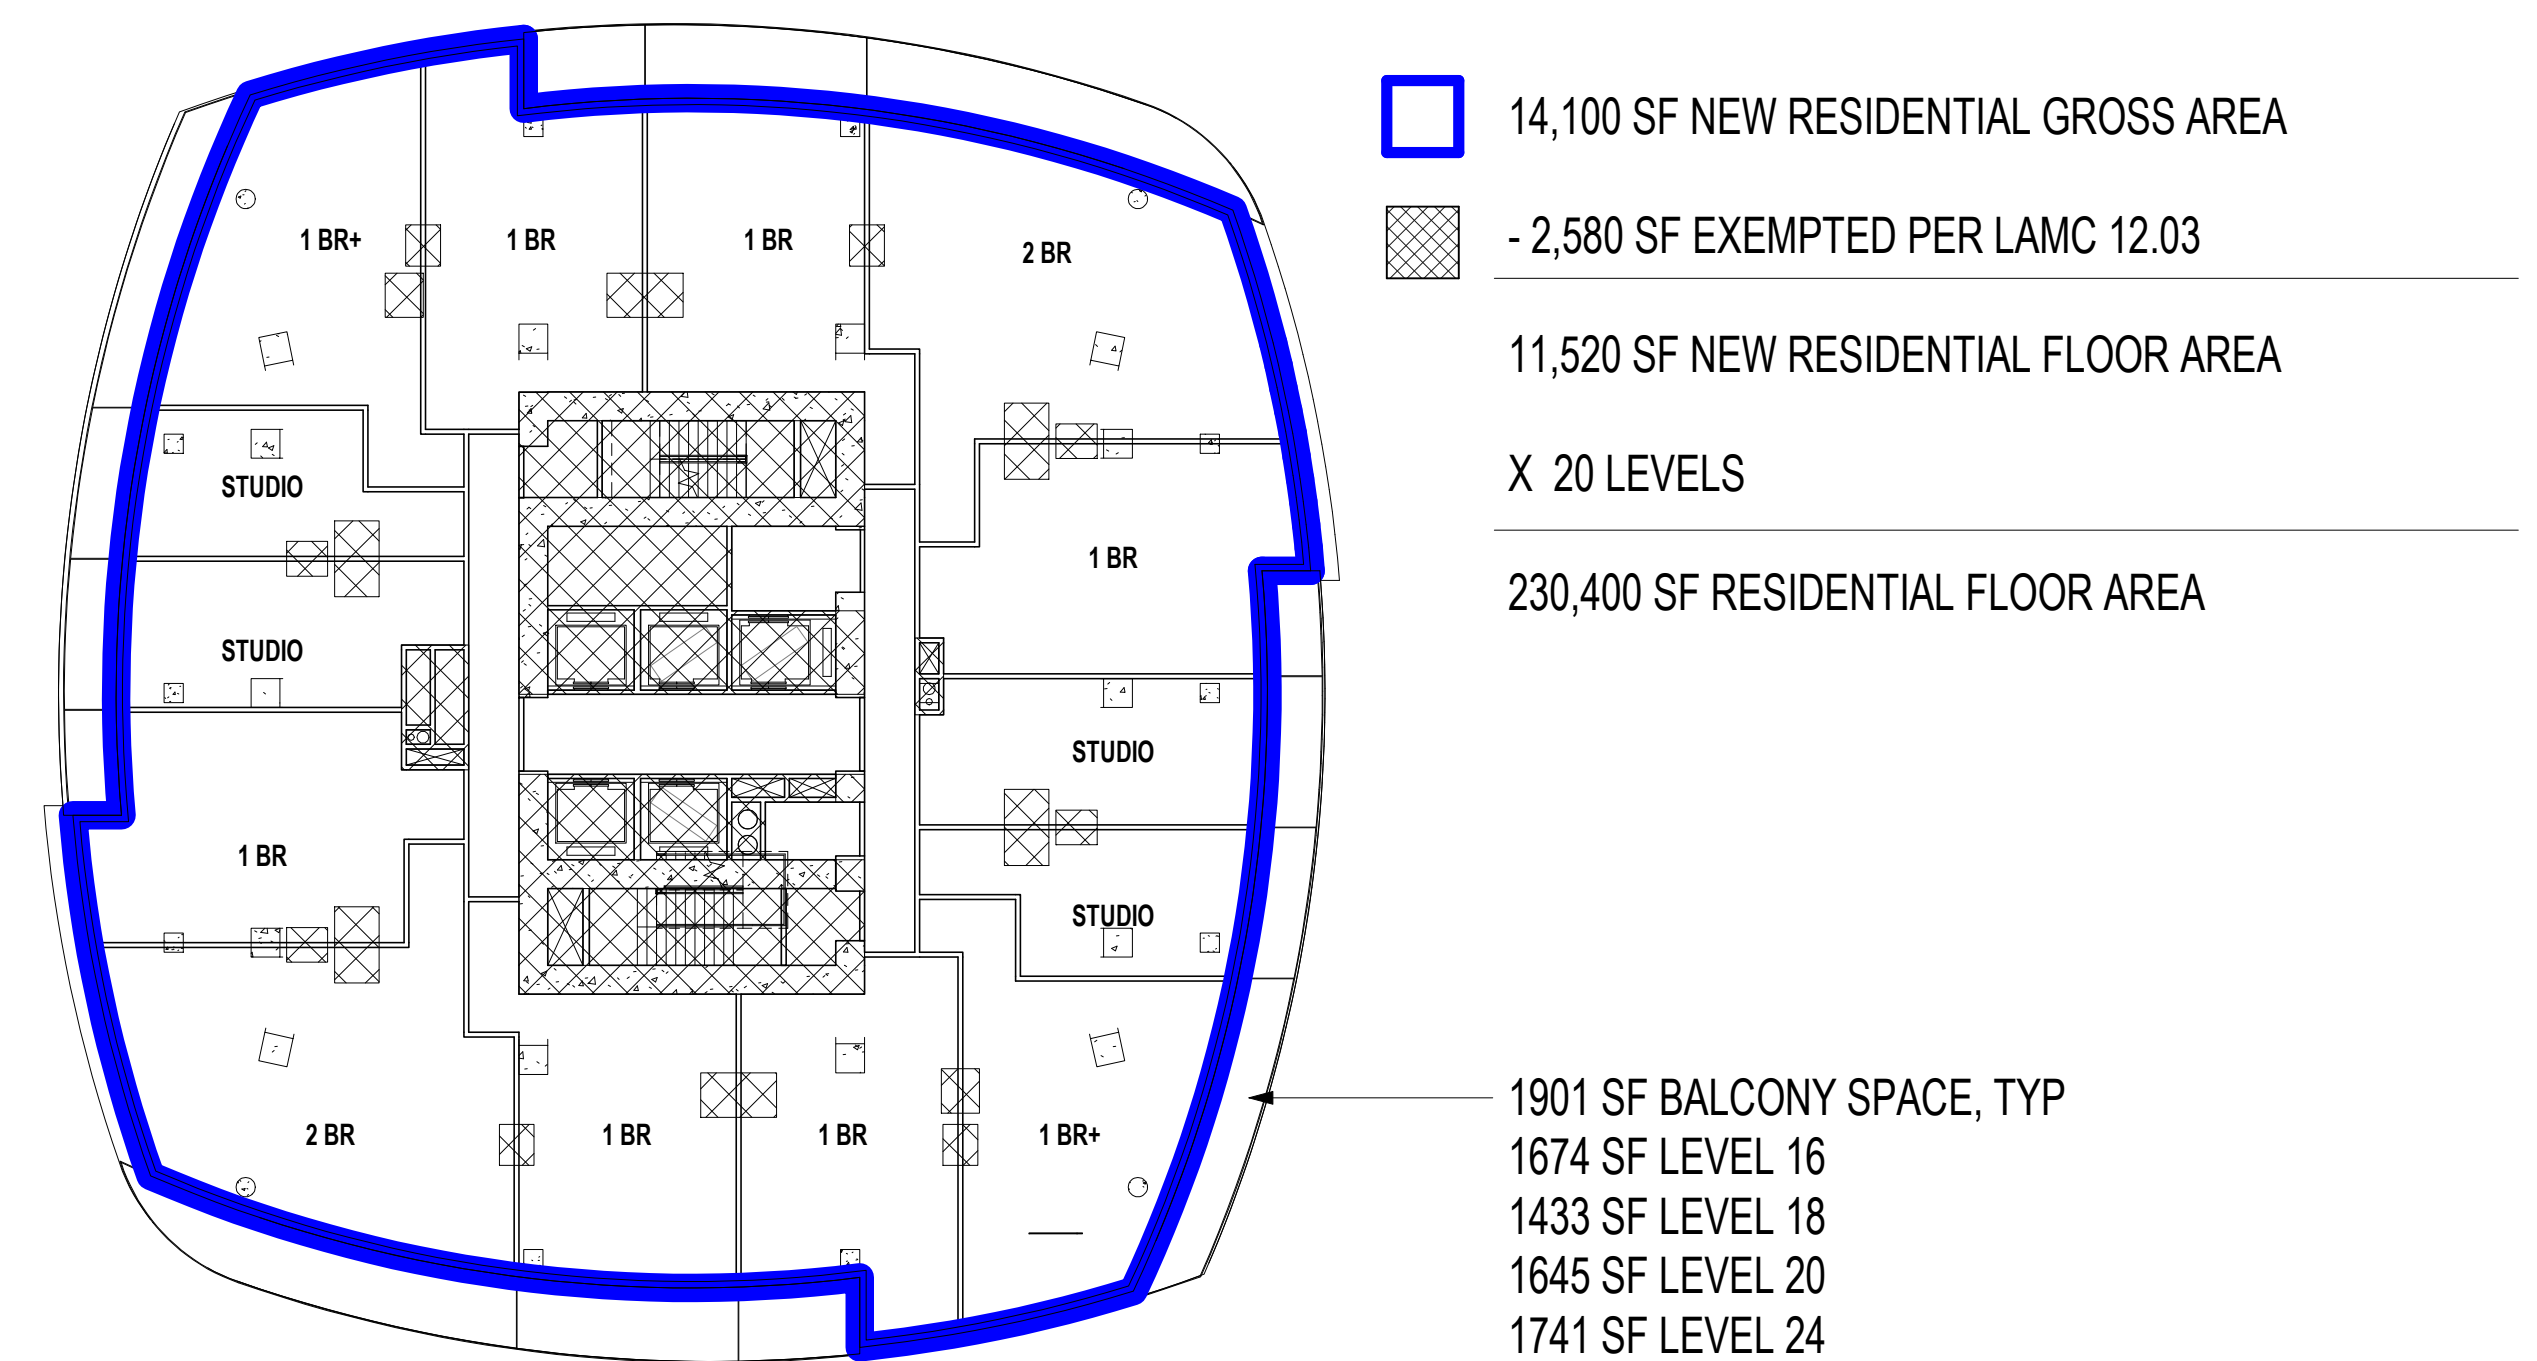 14,100 SF NEW RESIDENTIAL GROSS AREA
- 2,580 SF EXEMPTED PER LAMC 12.03
11,520 SF NEW RESIDENTIAL FLOOR AREA
X 20 LEVELS
230,400 SF RESIDENTIAL FLOOR AREA
1 BR+
1 BR
1 BR
2 BR
STUDIO
1 BR
STUDIO
STUDIO
1 BR
STUDIO
2 BR
1 BR
1 BR
1 BR+
1901 SF BALCONY SPACE, TYP
1674 SF LEVEL 16
1433 SF LEVEL 18
1645 SF LEVEL 20
1741 SF LEVEL 24